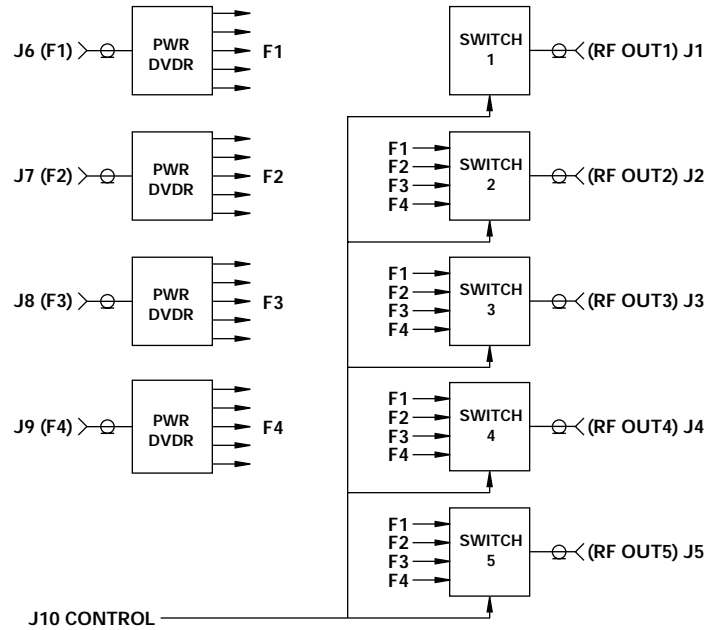 J6 (F1)
PWR
DVDR
F1
SWITCH
1
(RF OUT1) J1
J7 (F2)
PWR
DVDR
F2
F1
F2
F3
F4
SWITCH
2
(RF OUT2) J2
J8 (F3)
PWR
DVDR
F3
F1
F2
F3
F4
SWITCH
3
(RF OUT3) J3
J9 (F4)
PWR
DVDR
F4
F1
F2
F3
F4
SWITCH
4
(RF OUT4) J4
F1
F2
F3
F4
SWITCH
5
(RF OUT5) J5
J10 CONTROL